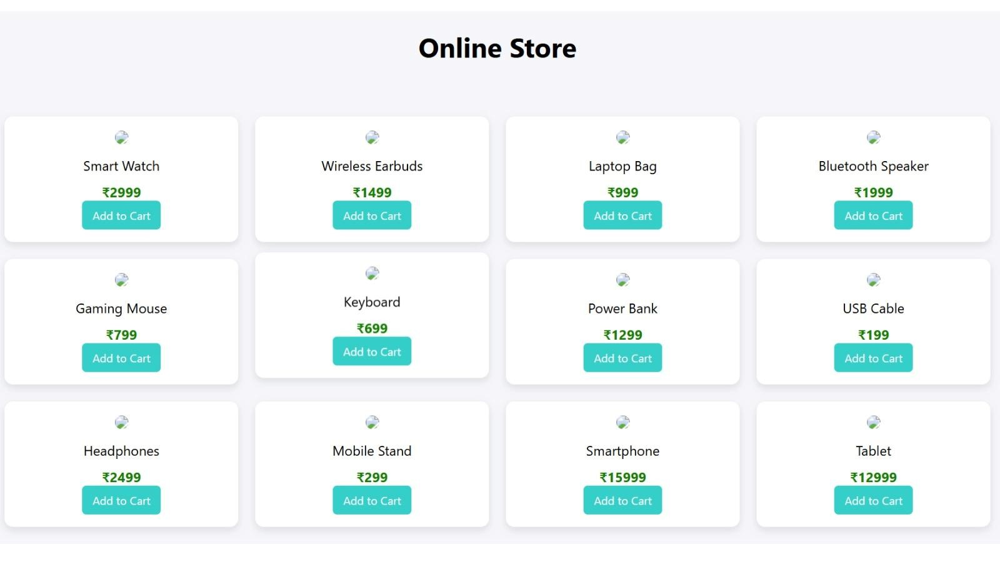 Online Store
Smart Watch
₹2999
Add to Cart
Wireless Earbuds
₹1499
Add to Cart
Laptop Bag
₹999
Add to Cart
Bluetooth Speaker
₹1999
Add to Cart
Gaming Mouse
₹799
Add to Cart
Keyboard
₹699
Add to Cart
Power Bank
₹1299
Add to Cart
USB Cable
₹199
Add to Cart
Headphones
₹2499
Add to Cart
Mobile Stand
₹299
Add to Cart
Smartphone
₹15999
Add to Cart
Tablet
₹12999
Add to Cart